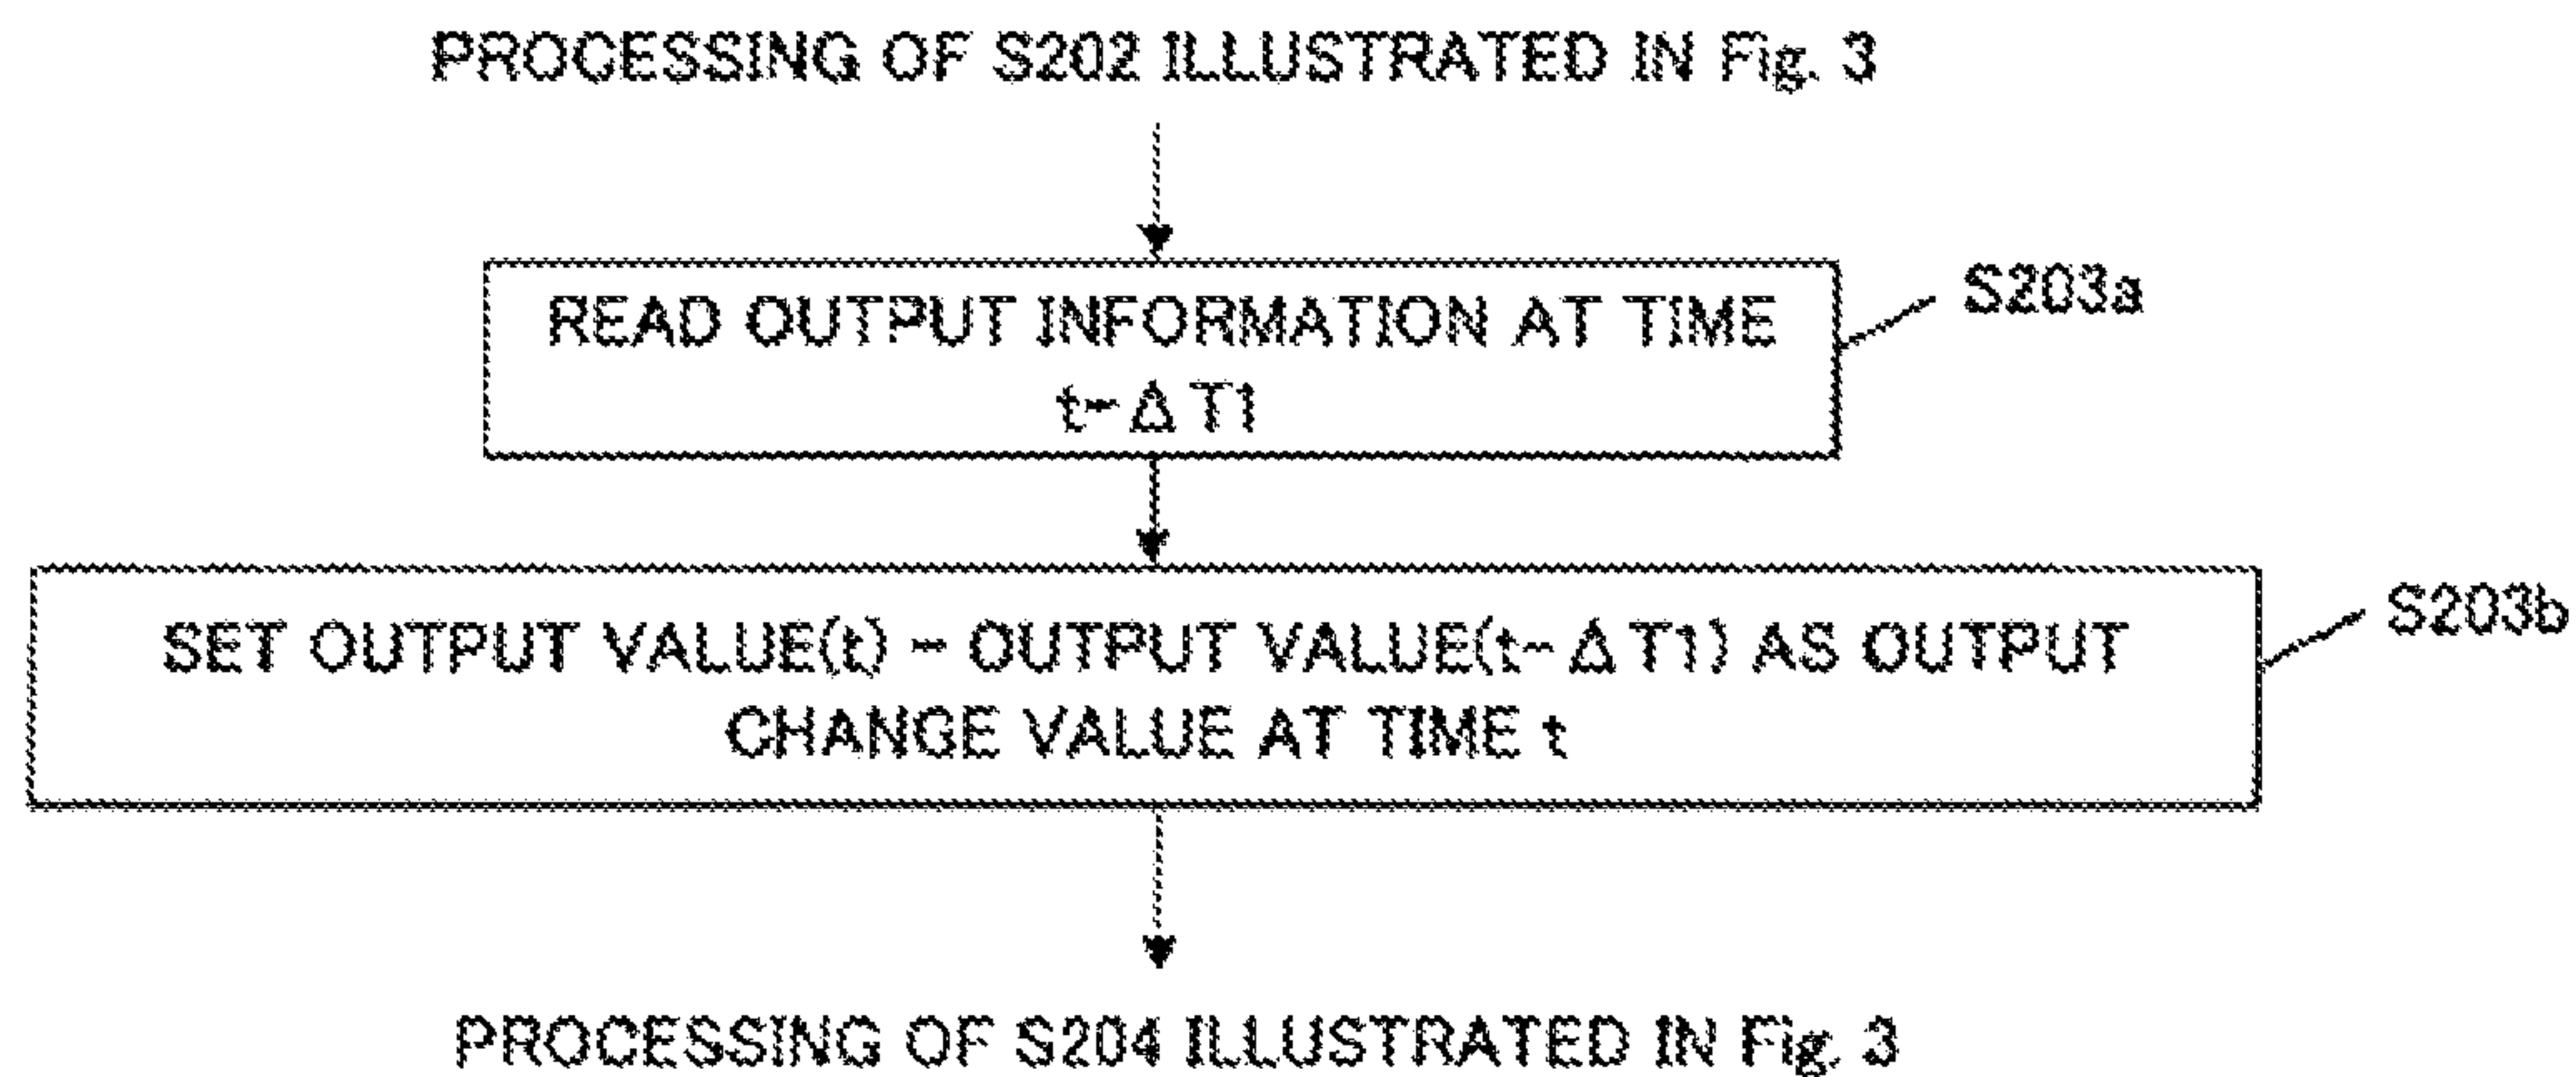 PROCESSING OF S202 ILLUSTRATED IN Fig. 3
READ OUTPUT INFORMATION AT TIME
t-ΔT1
S203a
SET OUTPUT VALUE(t) - OUTPUT VALUE(t-ΔT1) AS OUTPUT
CHANGE VALUE AT TIME t
S203b
PROCESSING OF S204 ILLUSTRATED IN Fig. 3